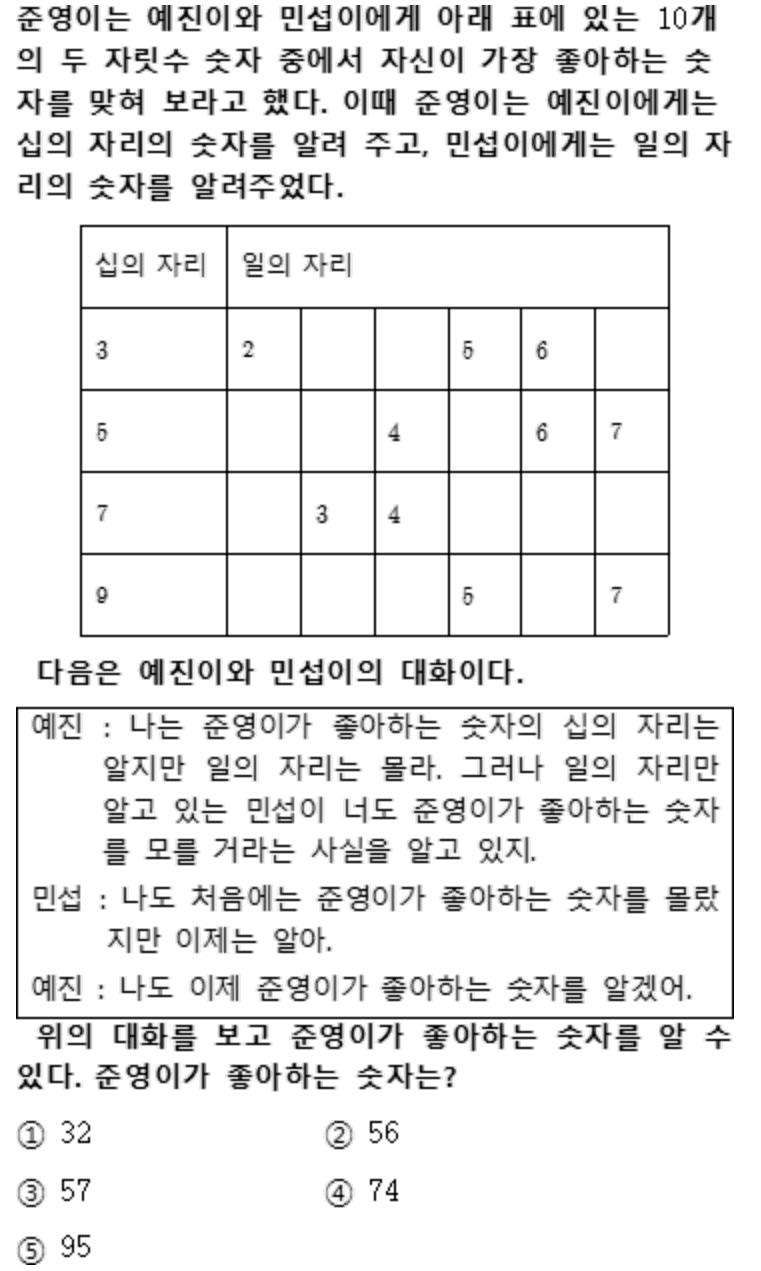 준영이는 예진이와 민섭이에게 아래 표에 있는 10개
의 두 자릿수 숫자 중에서 자신이 가장 좋아하는 숫
자를 맞혀 보라고 했다. 이때 준영이는 예진이에게는
십의 자리의 숫자를 알려 주고, 민섭이에게는 일의 자
리의 숫자를 알려주었다.
십의 자리 일의 자리
3 2 5 6
5 4 6 7
7 3 4
9 5 7
다음은 예진이와 민섭이의 대화이다.
예진 : 나는 준영이가 좋아하는 숫자의 십의 자리는
알지만 일의 자리는 몰라. 그러나 일의 자리만
알고 있는 민섭이 너도 준영이가 좋아하는 숫자
를 모를 거라는 사실을 알고 있지.
민섭 : 나도 처음에는 준영이가 좋아하는 숫자를 몰랐
지만 이제는 알아.
예진 : 나도 이제 준영이가 좋아하는 숫자를 알겠어.
위의 대화를 보고 준영이가 좋아하는 숫자를 알 수
있다. 준영이가 좋아하는 숫자는?
① 32 ② 56
③ 57 ④ 74
⑤ 95